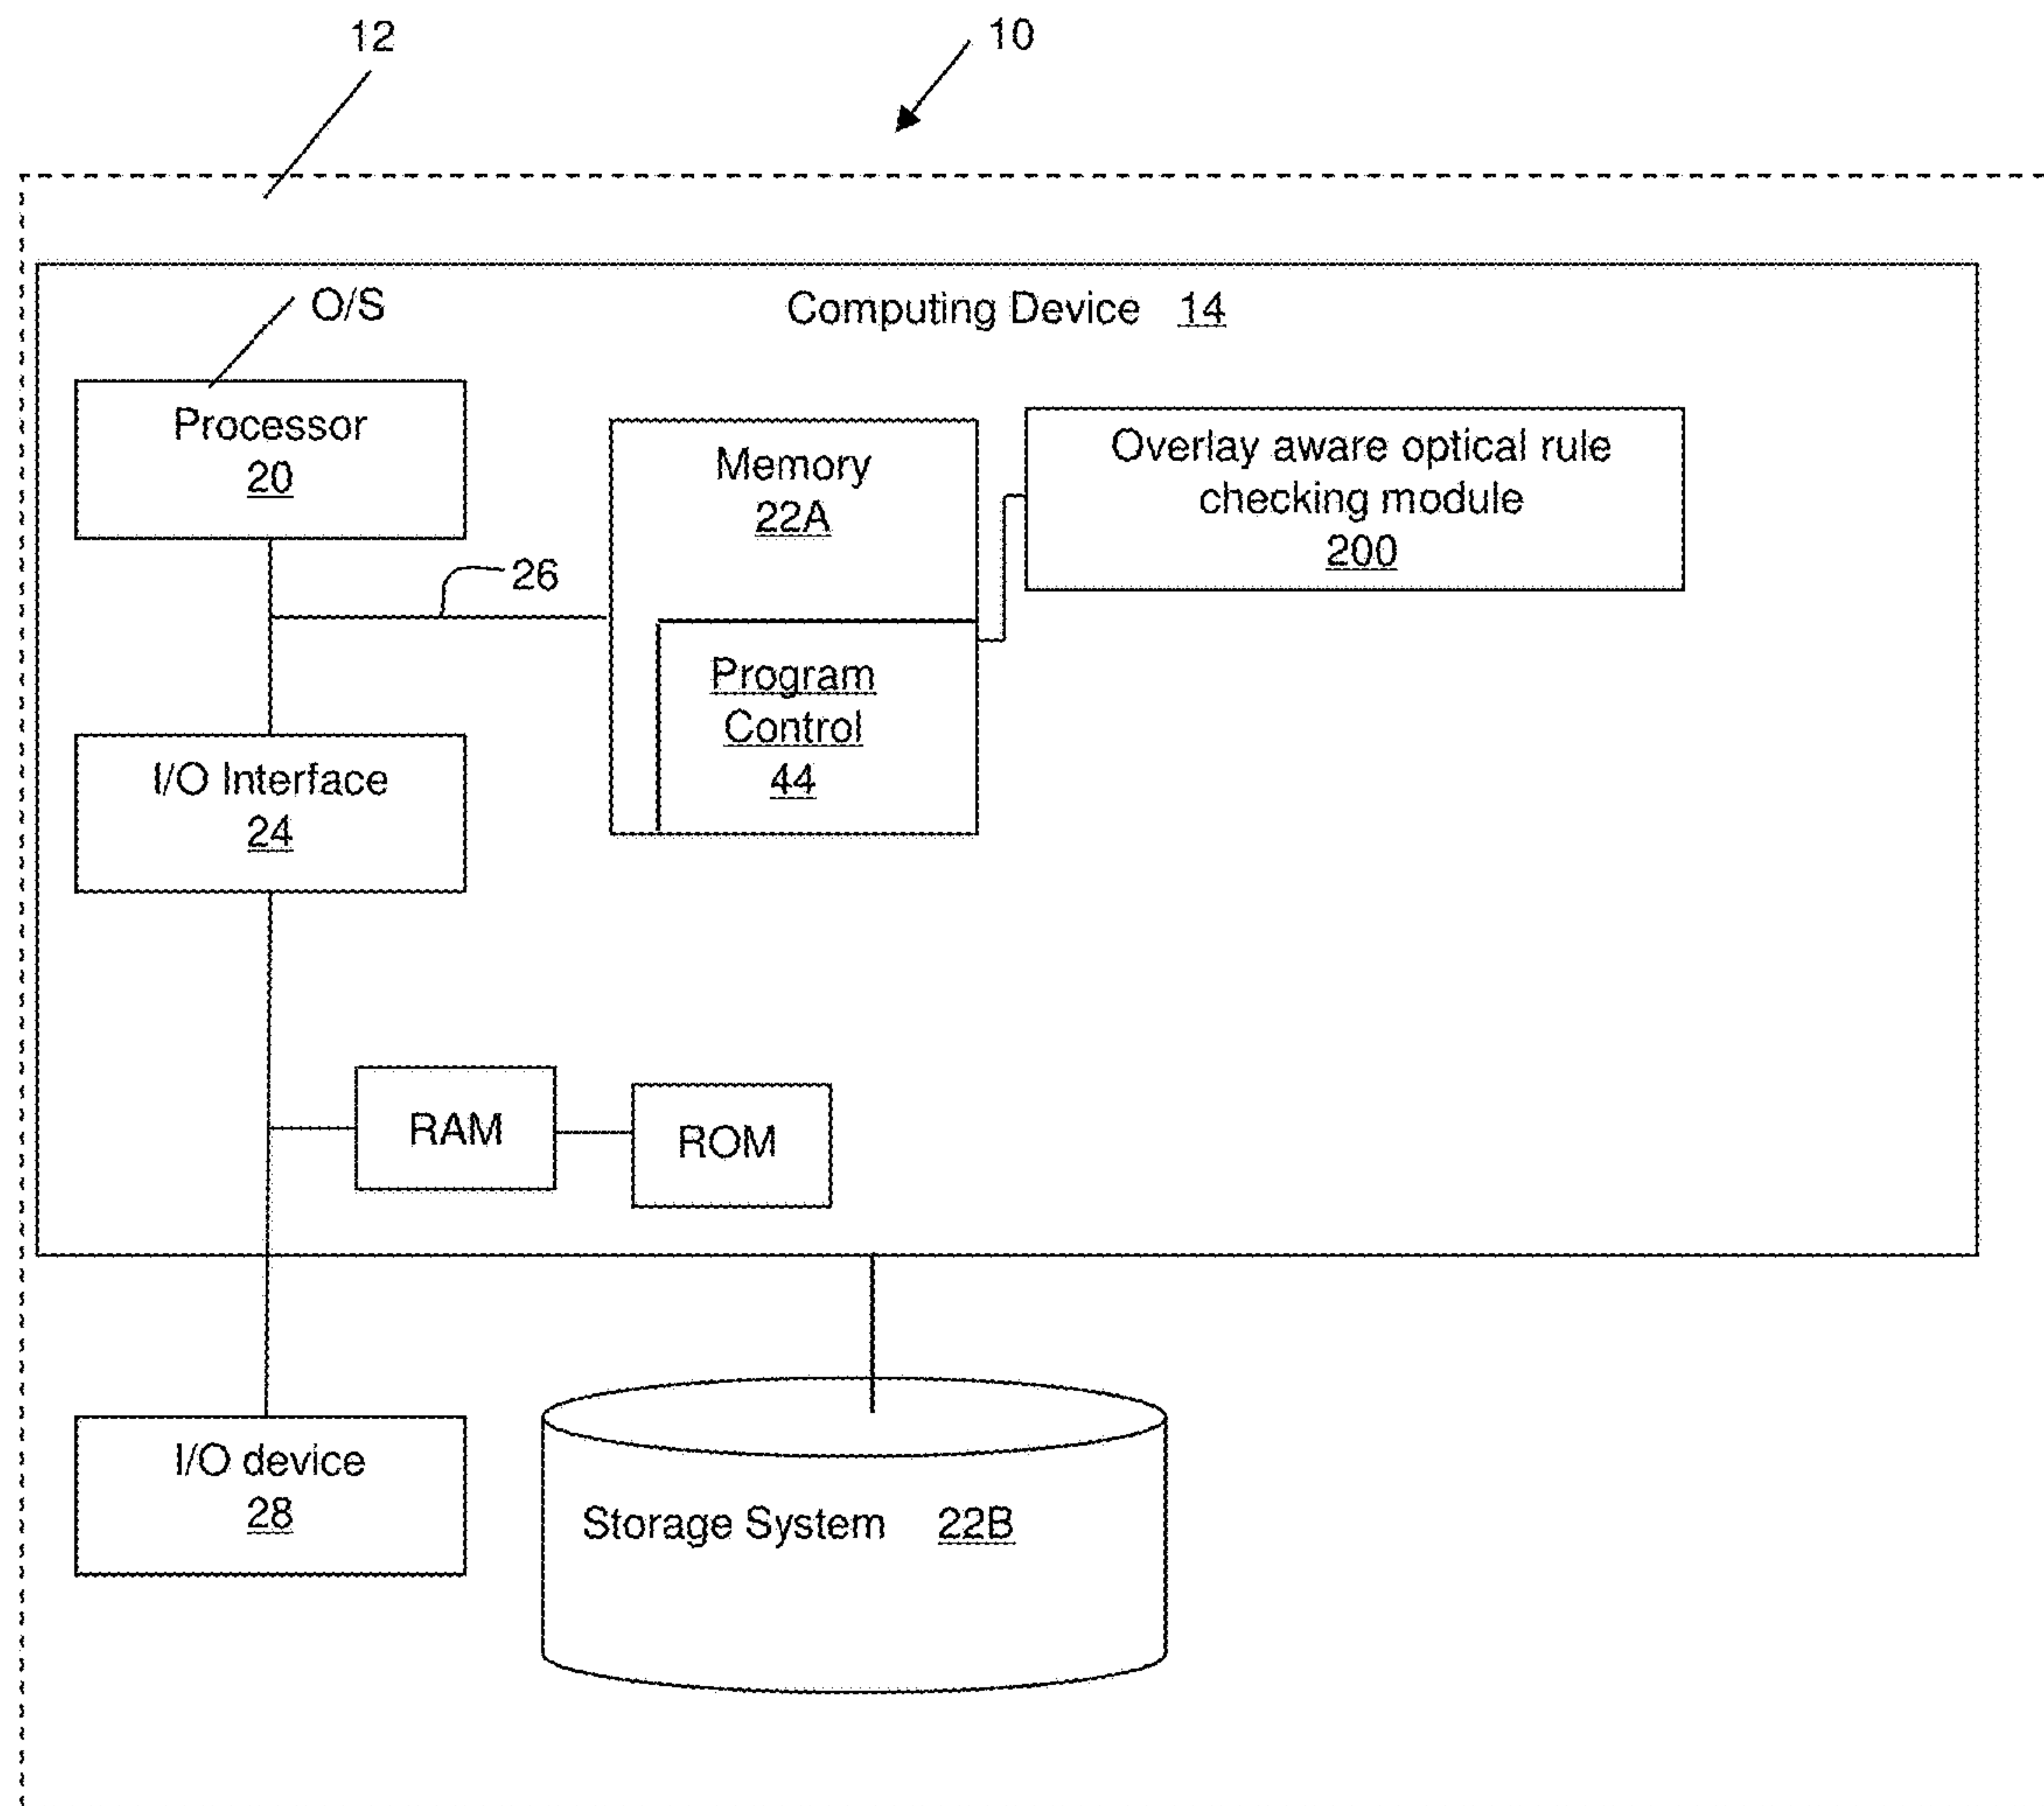 12
10
O/S
Computing Device 14
Processor
20
Memory
22A
Overlay aware optical rule
checking module
200
26
Program
Control
44
I/O Interface
24
RAM
ROM
I/O device
28
Storage System 22B